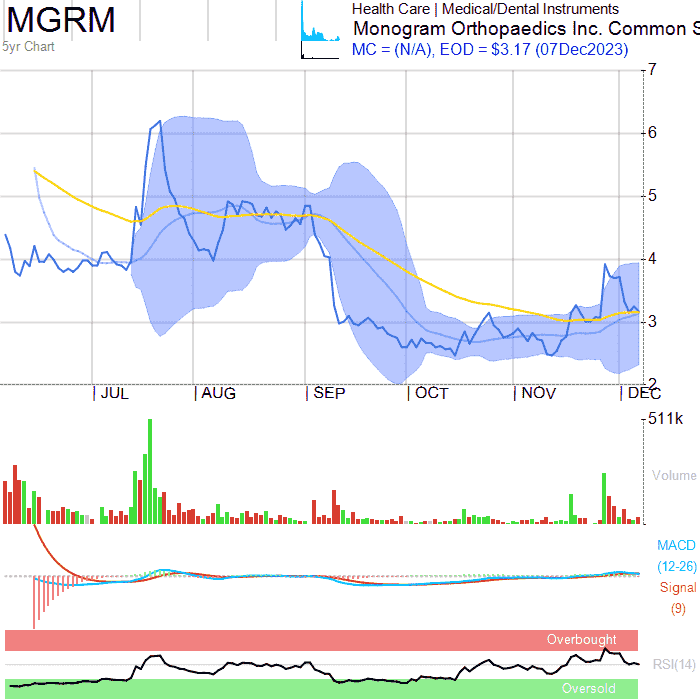 MGRM
5yr Chart
Health Care | Medical/Dental Instruments
Monogram Orthopaedics Inc. Common S
MC = (N/A), EOD = $3.17 (07Dec2023)
7
6
5
4
3
2
JUL AUG SEP OCT NOV DEC
511k
Volume
MACD
(12-26)
Signal
(9)
Overbought
RSI(14)
Oversold